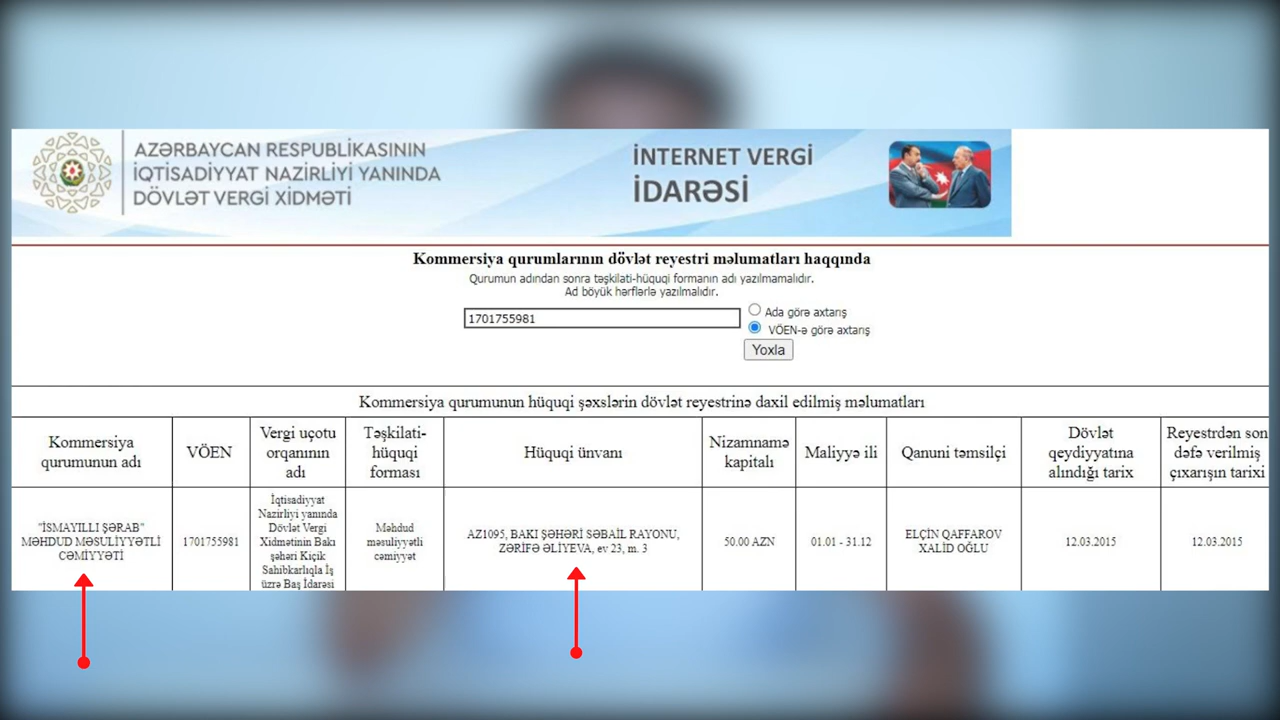 AZƏRBAYCAN RESPUBLİKASININ
İQTİSADİYYAT NAZİRLİYİ YANINDA
DÖVLƏT VERGİ XİDMƏTİ
İNTERNET VERGİ
İDARƏSİ
Kommersiya qurumlarının dövlət reyestri məlumatları haqqında
Qurumun adından sonra təşkilati-hüquqi formanın adı yazılmamalıdır.
Ad böyük hərflərlə yazılmalıdır.
1701755981
Ada görə axtarış
VÖEN-ə görə axtarış
Yoxla
Kommersiya qurumunun hüquqi şəxslərin dövlət reyestrinə daxil edilmiş məlumatları
Kommersiya
qurumunun adı
VÖEN
Vergi uçotu
orqanının
adı
Təşkilati-
hüquqi
forması
Hüquqi ünvanı
Nizamnamə
kapitalı
Maliyyə ili
Qanuni təmsilçi
Dövlət
qeydiyyatına
alındığı tarix
Reyestrdən son
dəfə verilmiş
çıxarışın tarixi
"İSMAYILLI ŞƏRAB"
MƏHDUD MƏSULİYYƏTLİ
CƏMİYYƏTİ
1701755981
İqtisadiyyat
Nazirliyi yanında
Dövlət Vergi
Xidmətinin Bakı
şəhəri Kiçik
Sahibkarlıqla İş
üzrə Baş İdarəsi
Məhdud
məsuliyyətli
cəmiyyət
AZ1095, BAKI ŞƏHƏRİ SƏBAİL RAYONU,
ZƏRİFƏ ƏLİYEVA, ev 23, m. 3
50.00 AZN
01.01 - 31.12
ELÇİN QAFFAROV
XALİD OĞLU
12.03.2015
12.03.2015